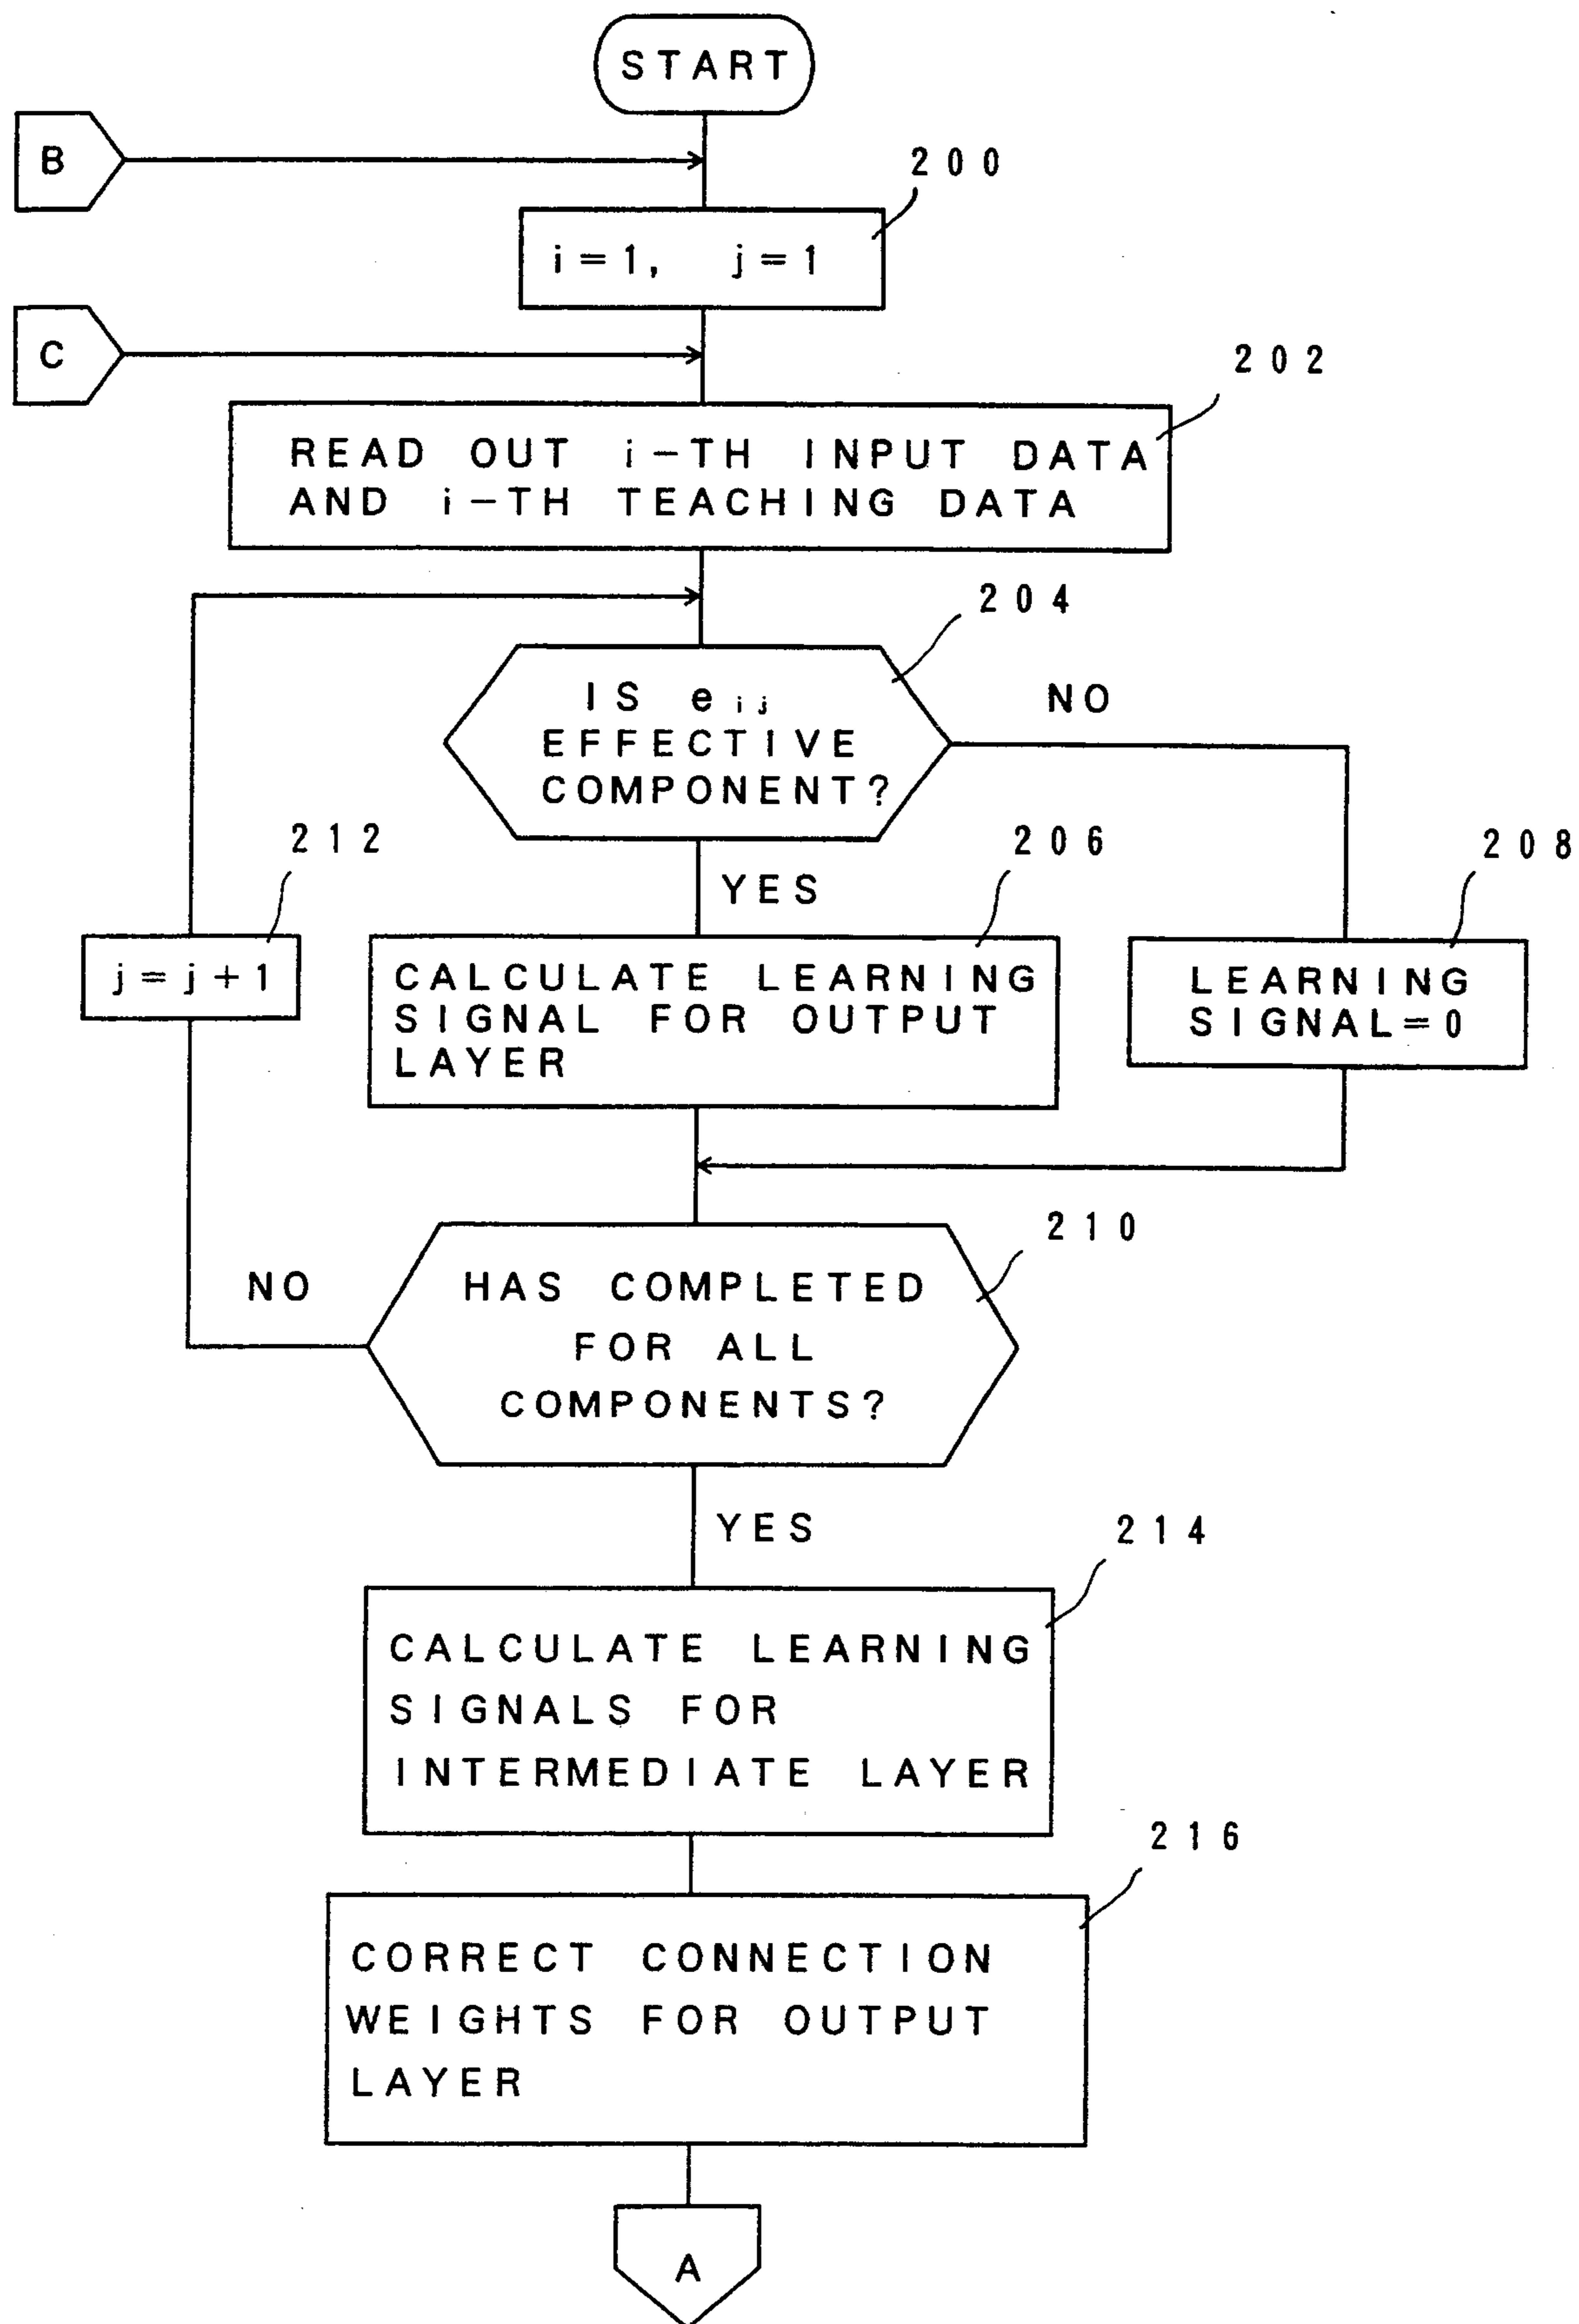 START
B
200
i=1, j=1
C
202
READ OUT i-TH INPUT DATA
AND i-TH TEACHING DATA
204
IS eij
EFFECTIVE
COMPONENT?
NO
212
206
208
YES
j=j+1
CALCULATE LEARNING
SIGNAL FOR OUTPUT
LAYER
LEARNING
SIGNAL=0
210
NO
HAS COMPLETED
FOR ALL
COMPONENTS?
YES
214
CALCULATE LEARNING
SIGNALS FOR
INTERMEDIATE LAYER
216
CORRECT CONNECTION
WEIGHTS FOR OUTPUT
LAYER
A